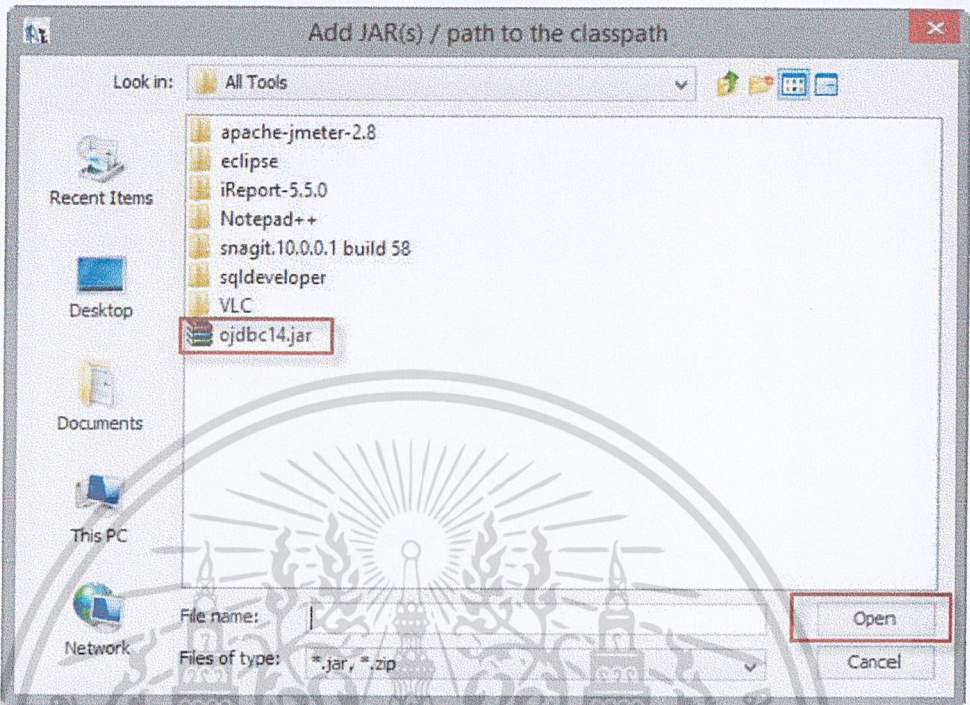 Add JAR(s) / path to the classpath
Look in: All Tools
apache-jmeter-2.8
eclipse
iReport-5.5.0
Notepad++
snagit.10.0.0.1 build 58
sqldeveloper
VLC
ojdbc14.jar
Recent Items
Desktop
Documents
This PC
Network
File name:
Open
Files of type: *.jar, *.zip
Cancel